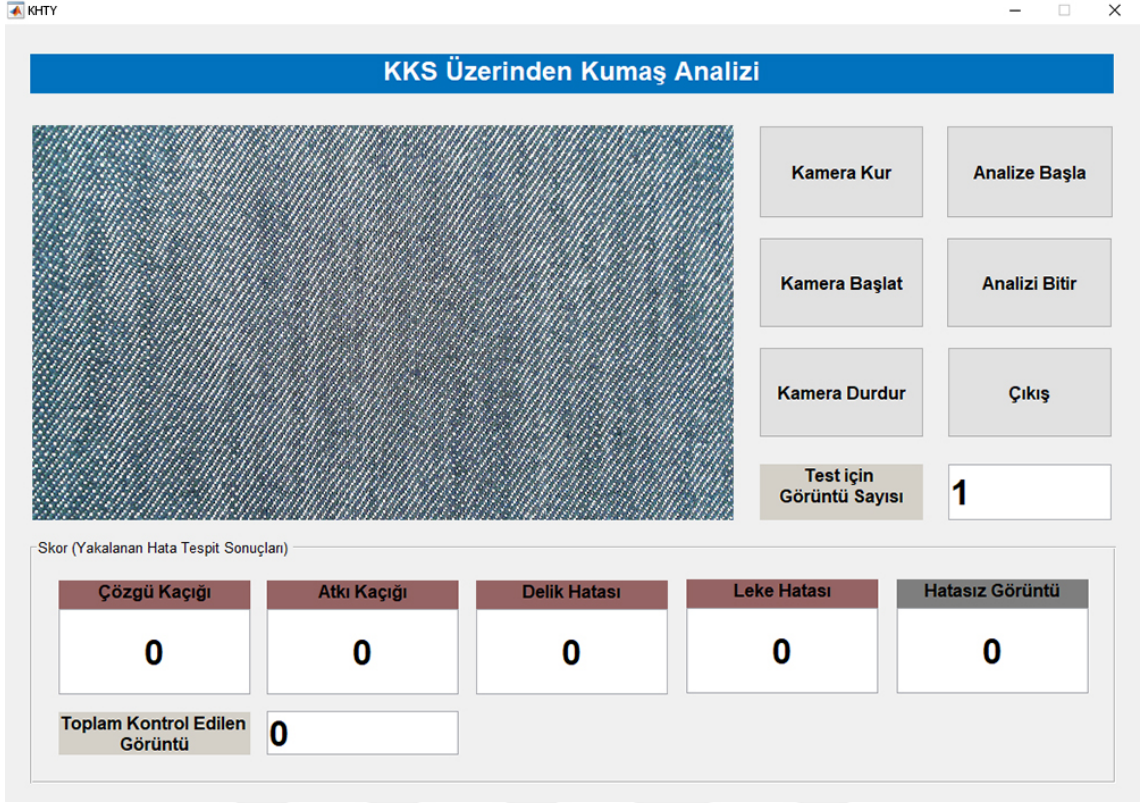 KHTY
KKS Üzerinden Kumaş Analizi
Kamera Kur
Analize Başla
Kamera Başlat
Analizi Bitir
Kamera Durdur
Çıkış
Test için
Görüntü Sayısı
1
Skor (Yakalanan Hata Tespit Sonuçları)
Çözgü Kaçığı
Atkı Kaçığı
Delik Hatası
Leke Hatası
Hatasız Görüntü
0
0
0
0
0
Toplam Kontrol Edilen
Görüntü
0